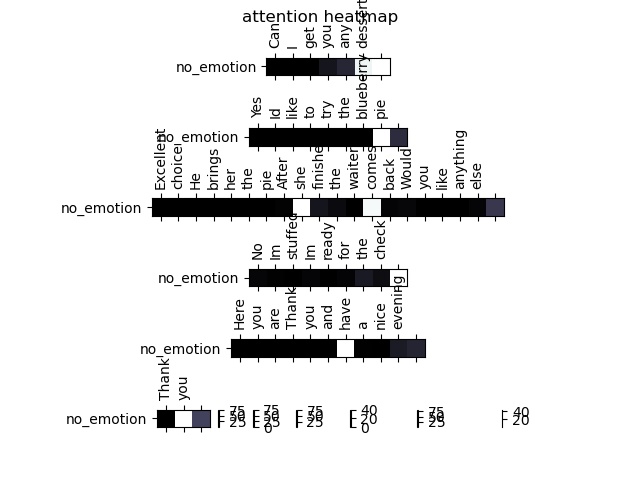 attention heatmap
Can I get you any blueberry dessert
no_emotion
Yes Id like to try the blueberry pie
no_emotion
Excellent choice! He brings her the pie After she finishe the waiter comes back Would you like anything else
no_emotion
No Im stuffed Im ready for the check
no_emotion
Here you are Thank you and have a nice evening
no_emotion
Thank you
no_emotion
75 75 75 40 75 40
50 50 50 20 50 20
25 25 25 0 25
0